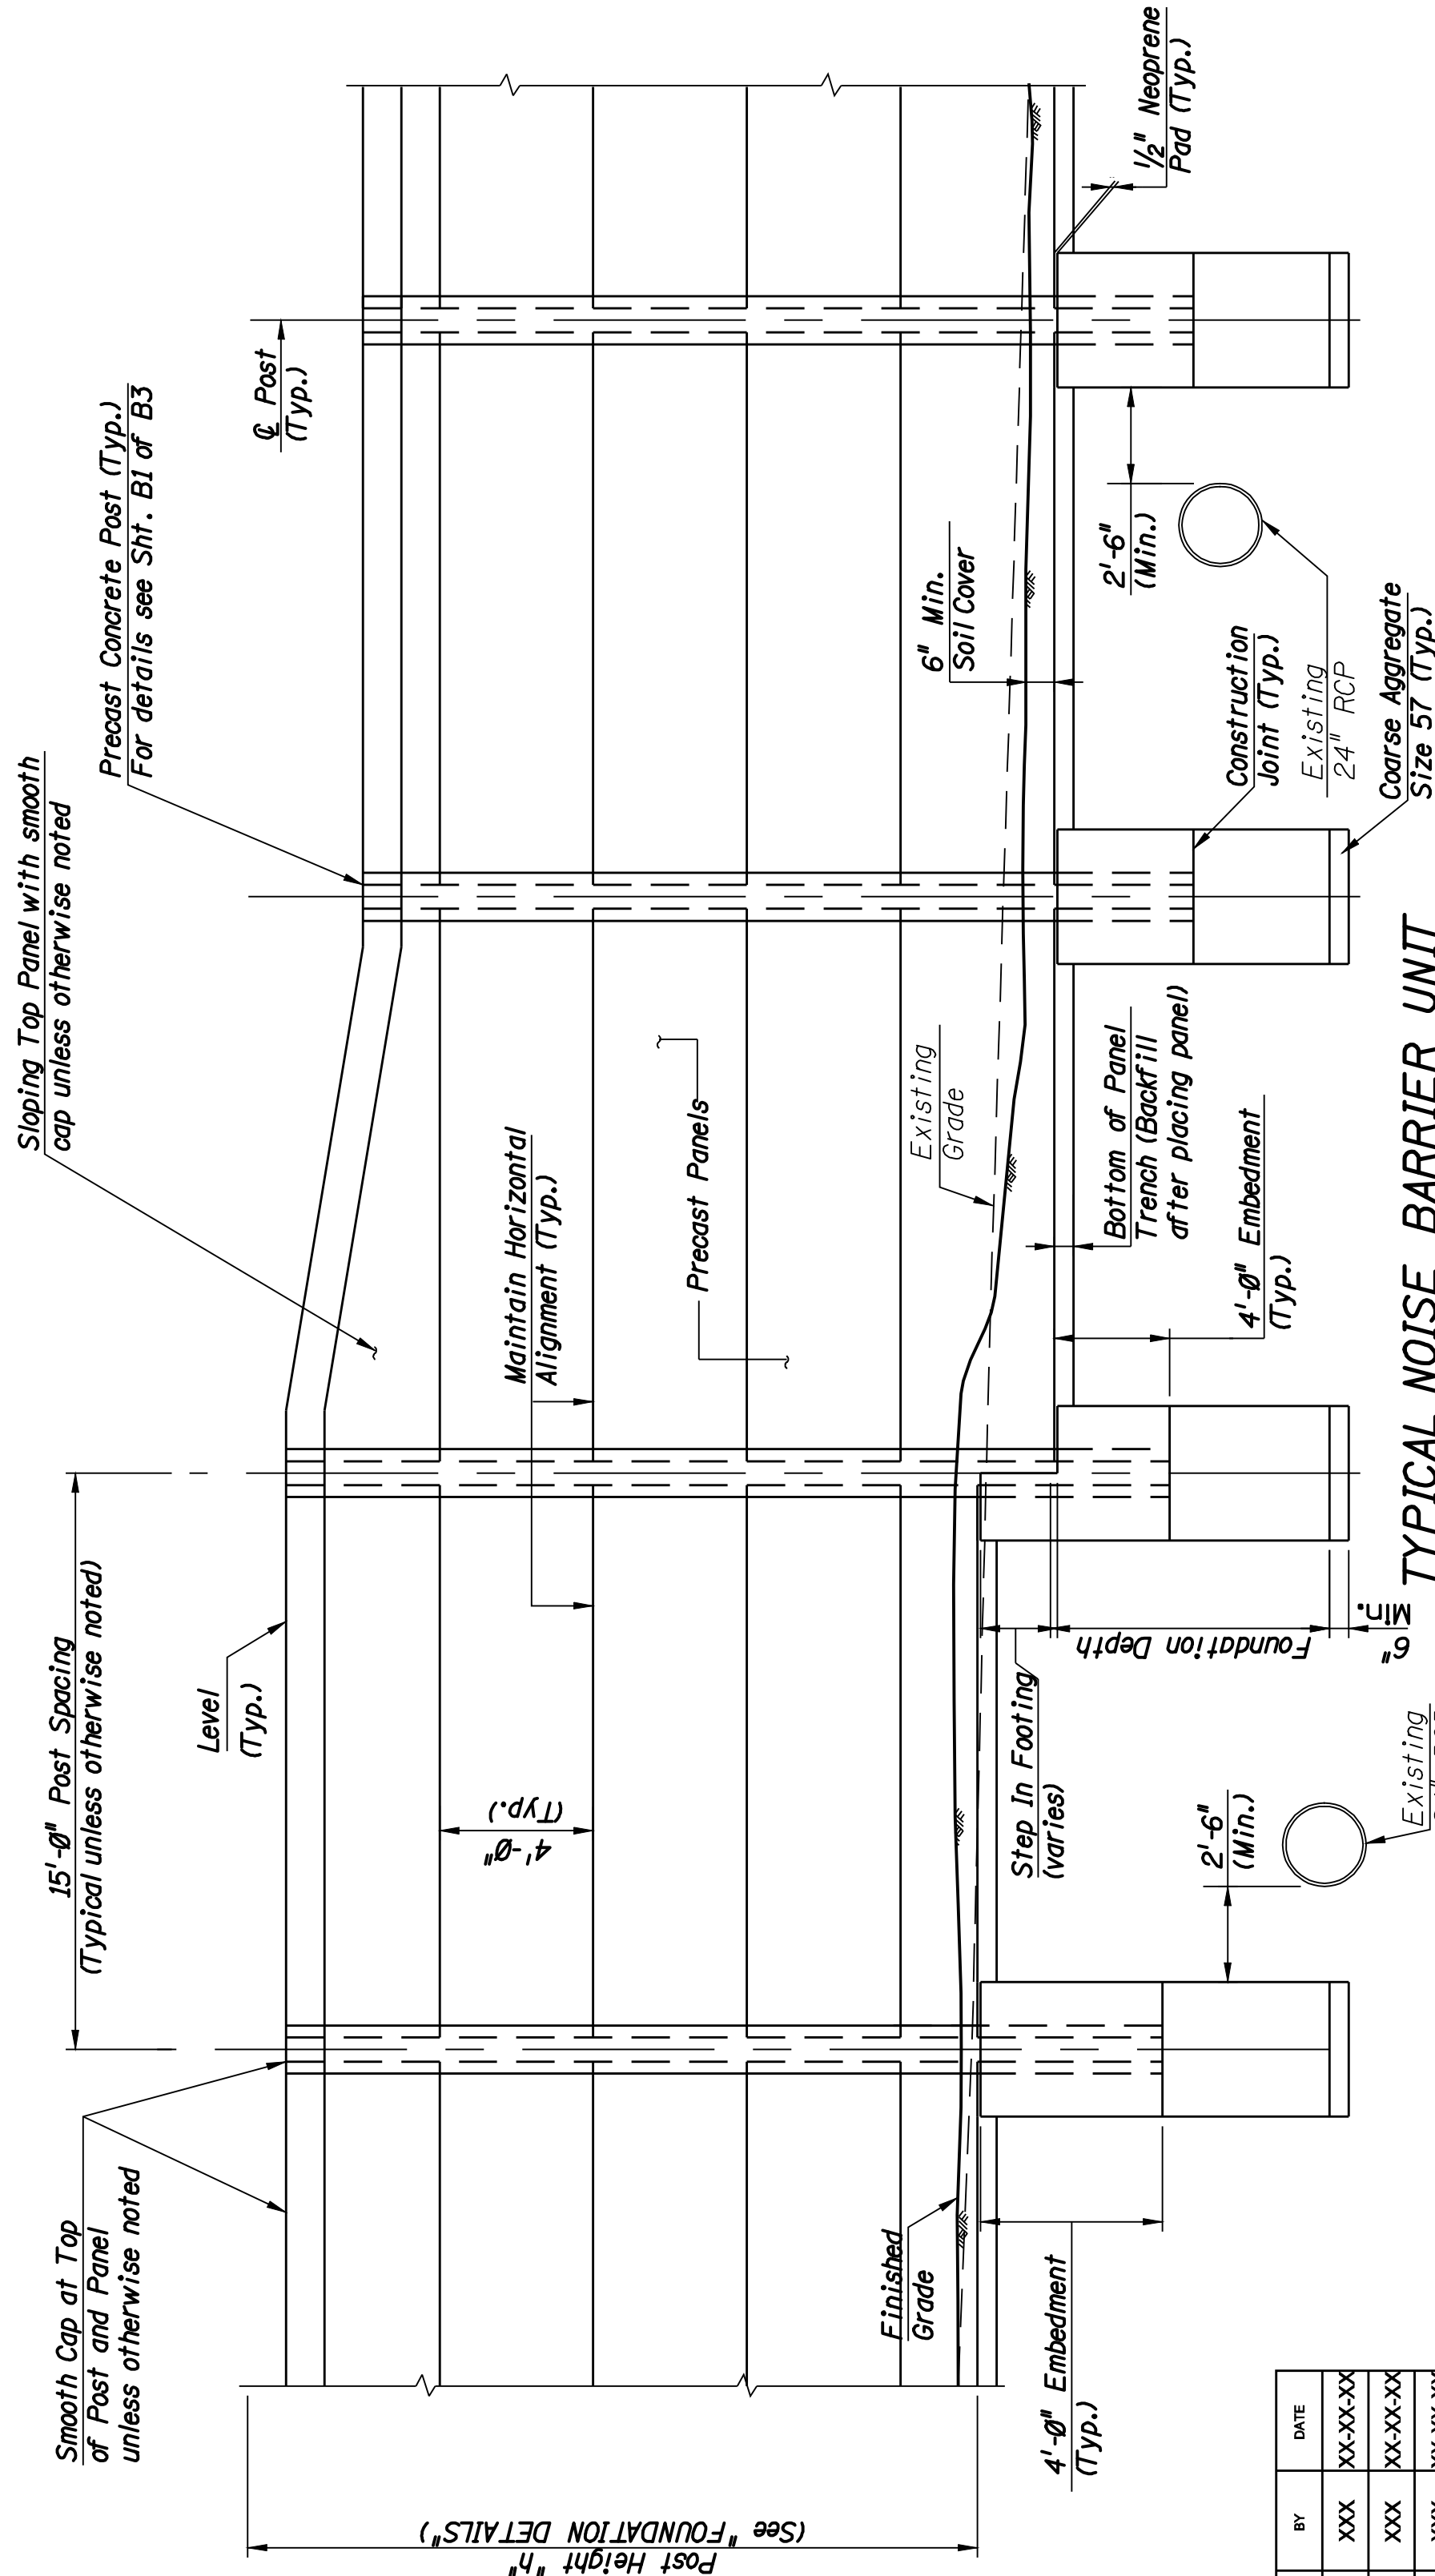 Sloping Top Panel with smooth
cap unless otherwise noted
Precast Concrete Post (Typ.)
For details see Sht. B1 of B3
15'-0" Post Spacing
(Typical unless otherwise noted)
Smooth Cap at Top
of Post and Panel
unless otherwise noted
Level
(Typ.)
℄ Post
(Typ.)
4'-0"
(Typ.)
Maintain Horizontal
Alignment (Typ.)
Precast Panels
Post Height "h"
(See "FOUNDATION DETAILS")
Finished
Grade
Existing
Grade
6" Min.
Soil Cover
1/2" Neoprene
Pad (Typ.)
4'-0" Embedment
(Typ.)
Step In Footing
(varies)
Bottom of Panel
Trench (Backfill
after placing panel)
2'-6"
(Min.)
2'-6"
(Min.)
4'-0" Embedment
(Typ.)
Foundation Depth
6"
Min.
Construction
Joint (Typ.)
Existing
24" RCP
Coarse Aggregate
Size 57 (Typ.)
Existing
TYPICAL NOISE BARRIER UNIT
BY DATE
XXX XX-XX-XX
XXX XX-XX-XX